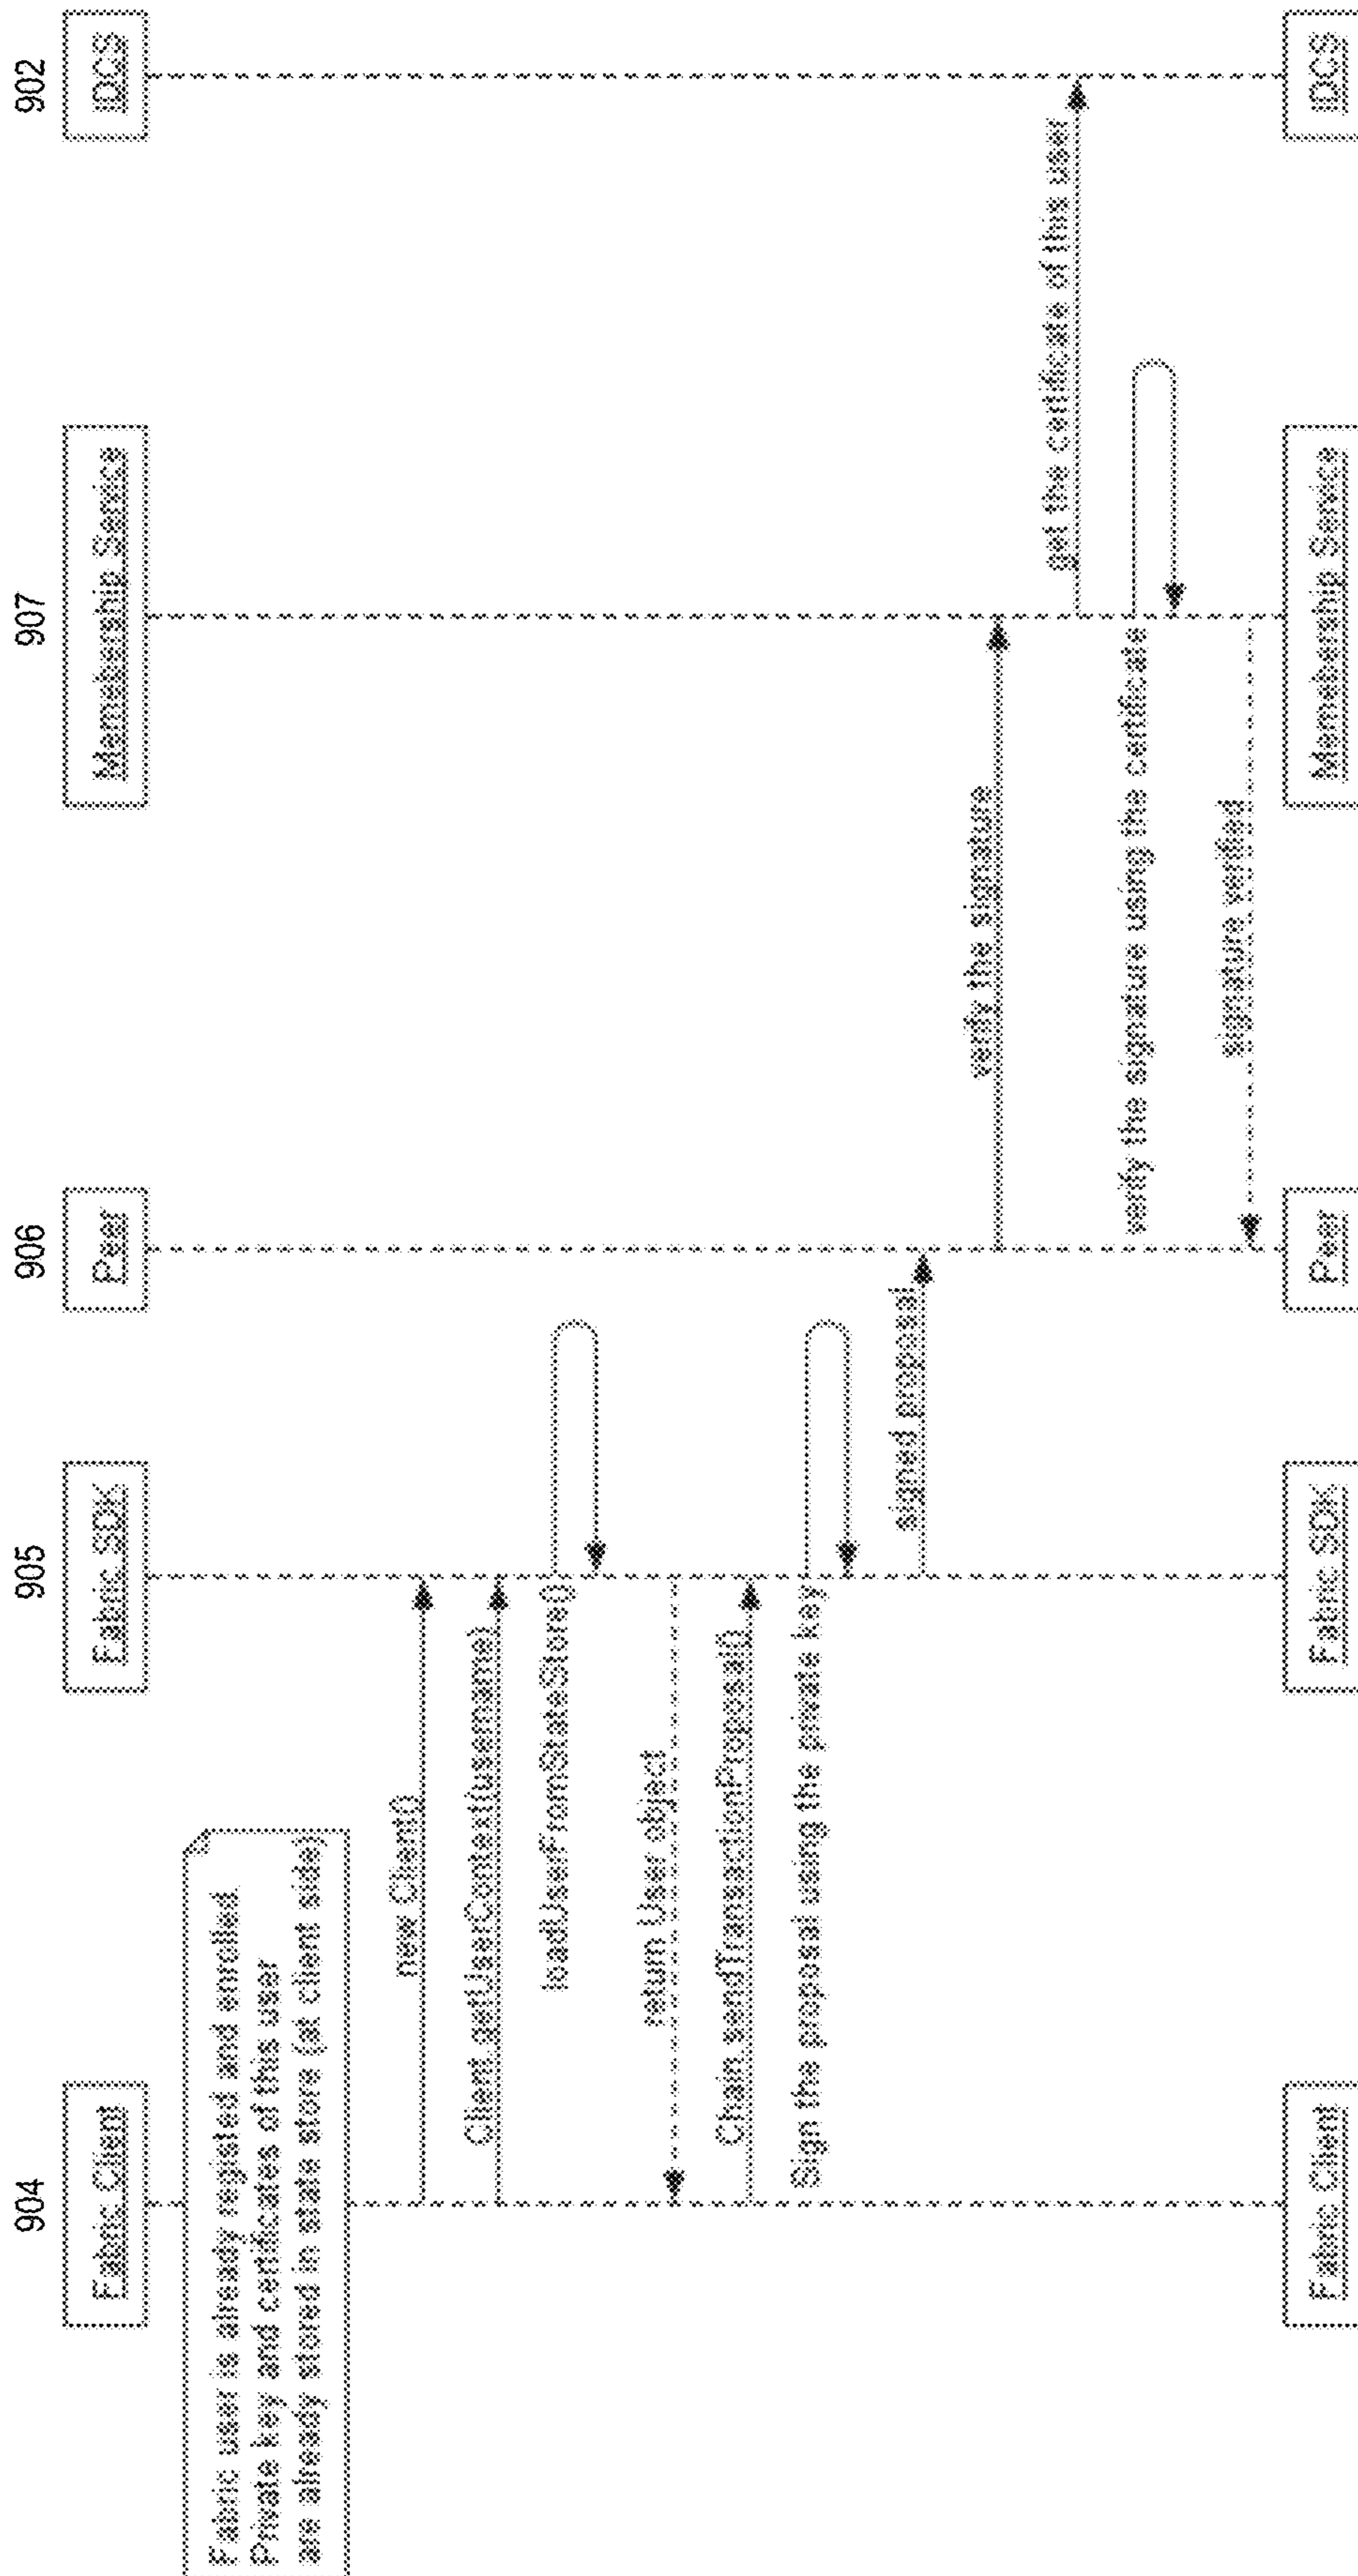 904
905
906
907
902
Fabric Client
Fabric SDK
Peer
Memebership Service
IDCS
Fabric user is already registed and enrolled.
Private key and certificates of this user
are already stored in state store (at client side)
new Client()
Client.getUserContext(username)
loadUserFromStateStore()
return User object
Chain.sendTransactionProposal()
Sign the proposal using the private key
signed proposal
verify the signature
get the certificate of this user
verify the signature using the certificate
signature verified
Fabric Client
Fabric SDK
Peer
Memebership Service
IDCS